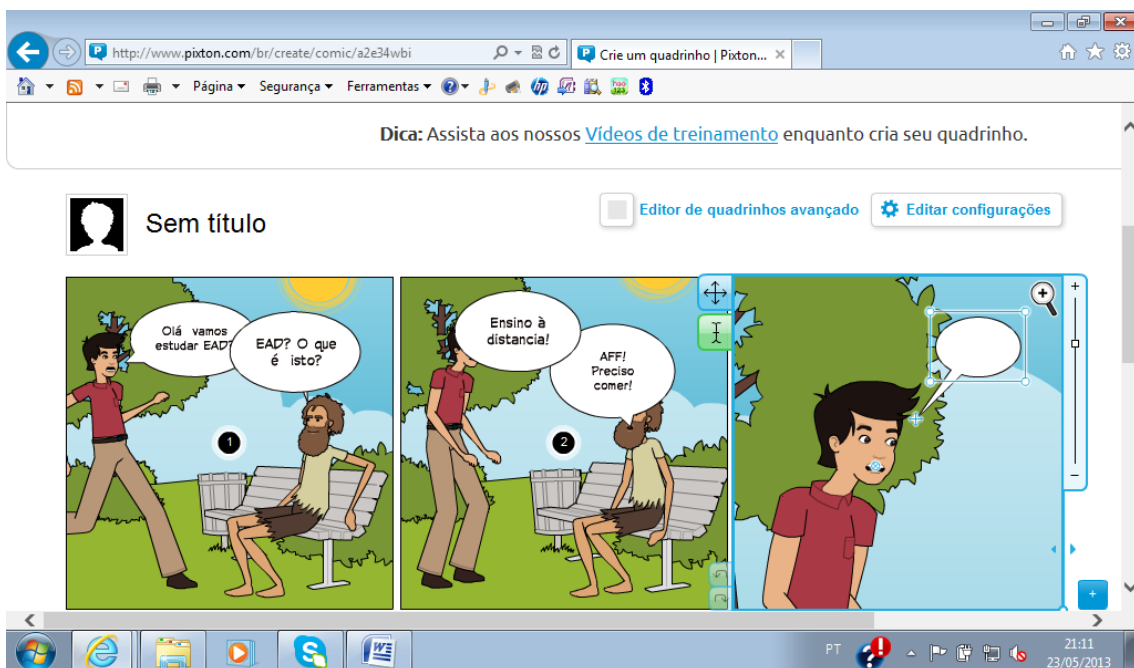 http://www.pixton.com/br/create/comic/a2e34wbi
Crie um quadrinho | Pixton...
Página
Segurança
Ferramentas
Dica: Assista aos nossos Vídeos de treinamento enquanto cria seu quadrinho.
Sem título
Editor de quadrinhos avançado
Editar configurações
Olá vamos
estudar EAD?
EAD? O que
é isto?
1
Ensino à
distancia!
AFF!
Preciso
comer!
2
+
−
+
PT
21:11
23/05/2013